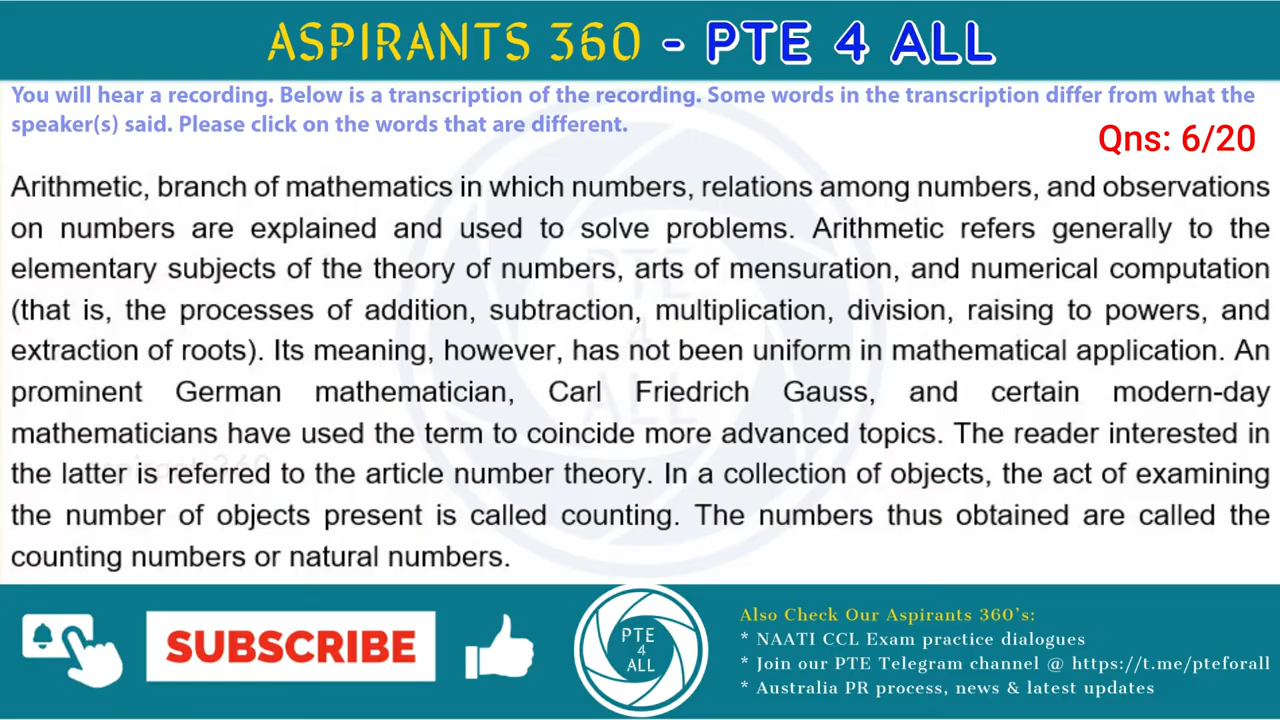 ASPIRANTS 360 - PTE 4 ALL
You will hear a recording. Below is a transcription of the recording. Some words in the transcription differ from what the
speaker(s) said. Please click on the words that are different.
Qns: 6/20
Arithmetic, branch of mathematics in which numbers, relations among numbers, and observations
on numbers are explained and used to solve problems. Arithmetic refers generally to the
elementary subjects of the theory of numbers, arts of mensuration, and numerical computation
(that is, the processes of addition, subtraction, multiplication, division, raising to powers, and
extraction of roots). Its meaning, however, has not been uniform in mathematical application. An
prominent German mathematician, Carl Friedrich Gauss, and certain modern-day
mathematicians have used the term to coincide more advanced topics. The reader interested in
the latter is referred to the article number theory. In a collection of objects, the act of examining
the number of objects present is called counting. The numbers thus obtained are called the
counting numbers or natural numbers.
PTE
4
ALL
SUBSCRIBE
PTE
4
ALL
Also Check Our Aspirants 360's:
* NAATI CCL Exam practice dialogues
* Join our PTE Telegram channel @ https://t.me/pteforall
* Australia PR process, news & latest updates